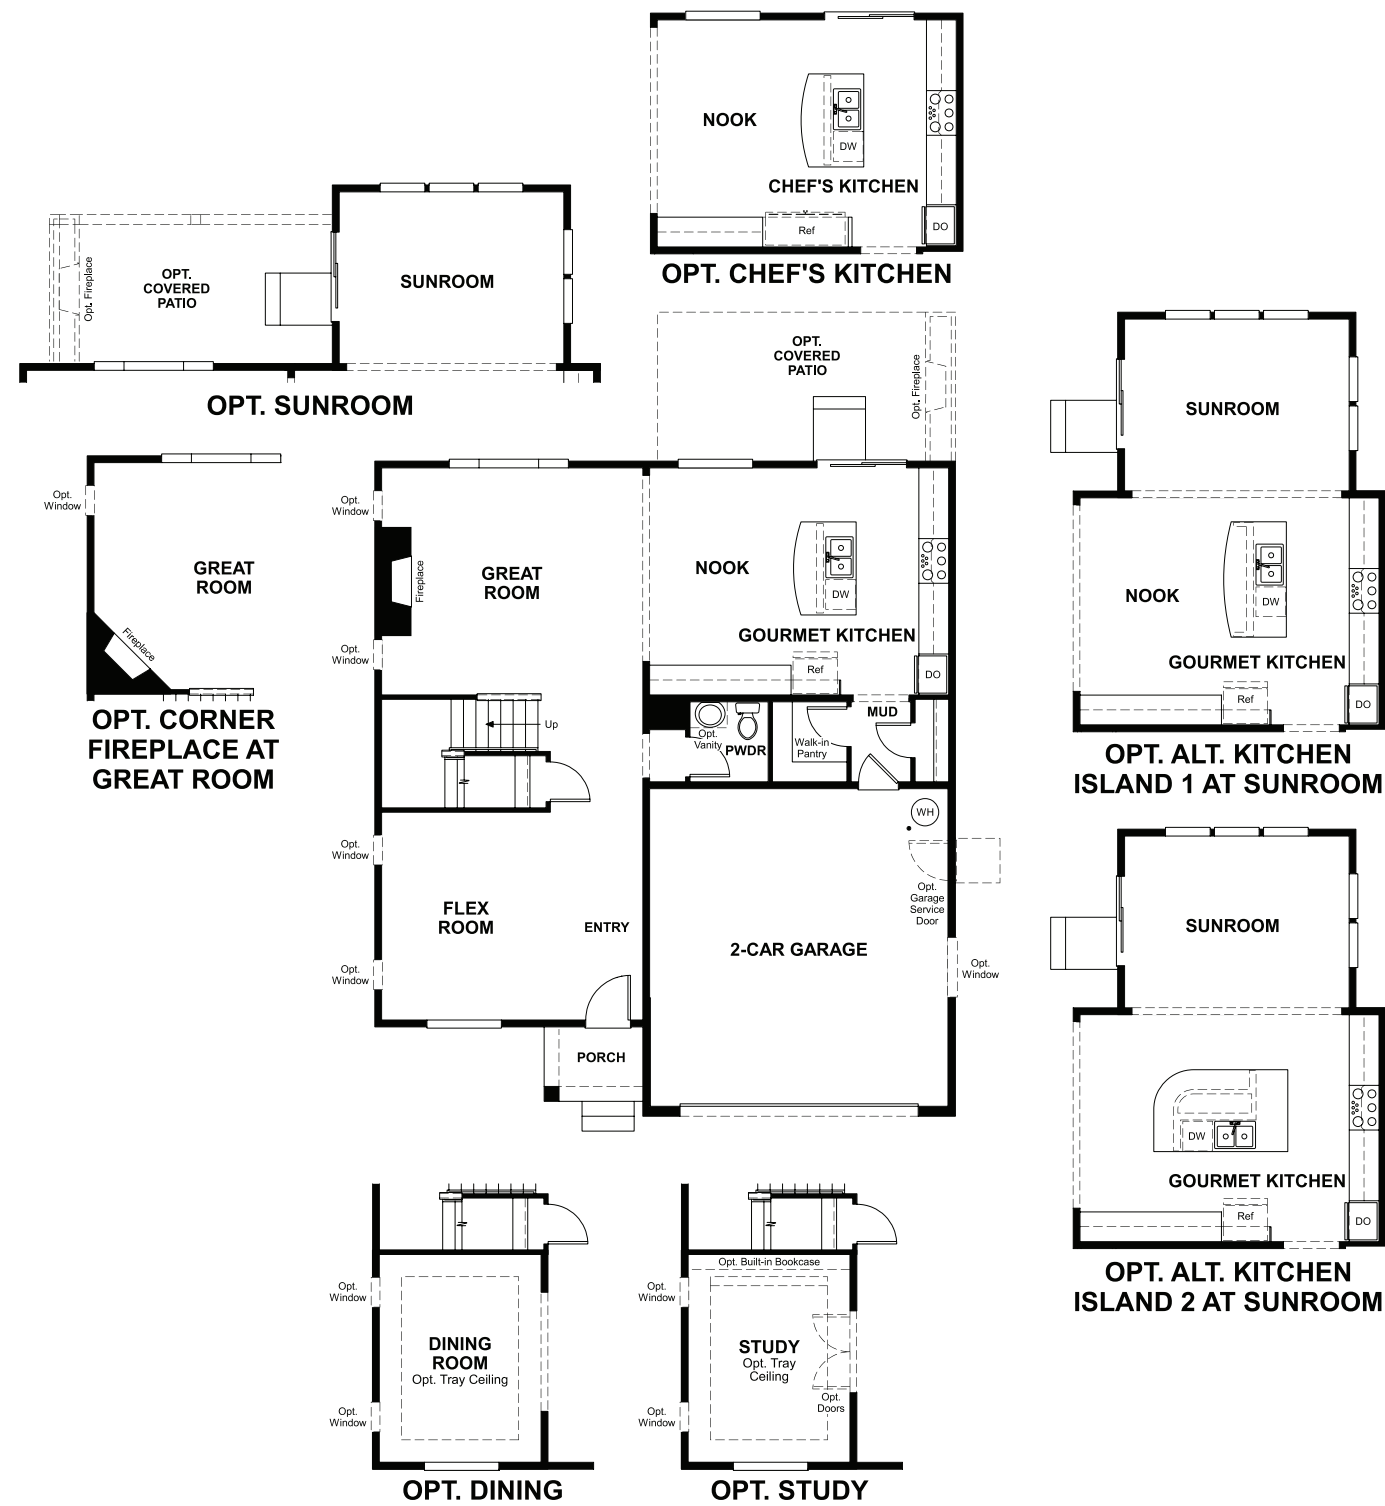 NOOK
DW
CHEF'S KITCHEN
Ref
DO
OPT. CHEF'S KITCHEN
OPT.
COVERED
PATIO
Opt. Fireplace
SUNROOM
OPT. SUNROOM
Opt.
Window
GREAT
ROOM
Fireplace
OPT. CORNER
FIREPLACE AT
GREAT ROOM
OPT.
COVERED
PATIO
Opt. Fireplace
Opt.
Window
Fireplace
GREAT
ROOM
Opt.
Window
NOOK
DW
GOURMET KITCHEN
Ref
DO
Up
Opt.
Vanity
PWDR
Walk-in
Pantry
MUD
WH
Opt.
Garage
Service
Door
Opt.
Window
FLEX
ROOM
ENTRY
Opt.
Window
2-CAR GARAGE
Opt.
Window
PORCH
SUNROOM
NOOK
DW
GOURMET KITCHEN
Ref
DO
OPT. ALT. KITCHEN
ISLAND 1 AT SUNROOM
SUNROOM
DW
GOURMET KITCHEN
Ref
DO
OPT. ALT. KITCHEN
ISLAND 2 AT SUNROOM
Opt.
Window
DINING
ROOM
Opt. Tray Ceiling
Opt.
Window
OPT. DINING
Opt. Built-in Bookcase
Opt.
Window
STUDY
Opt. Tray
Ceiling
Opt.
Doors
Opt.
Window
OPT. STUDY